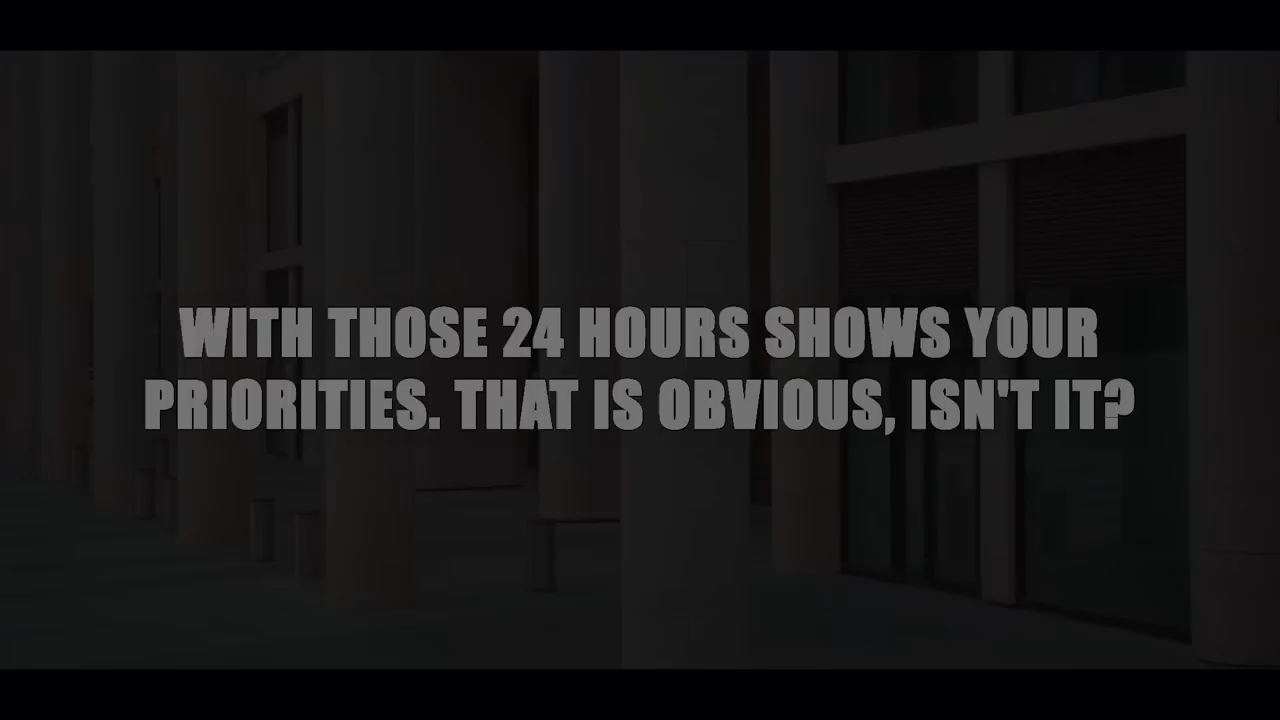 WITH THOSE 24 HOURS SHOWS YOUR
PRIORITIES. THAT IS OBVIOUS, ISN'T IT?